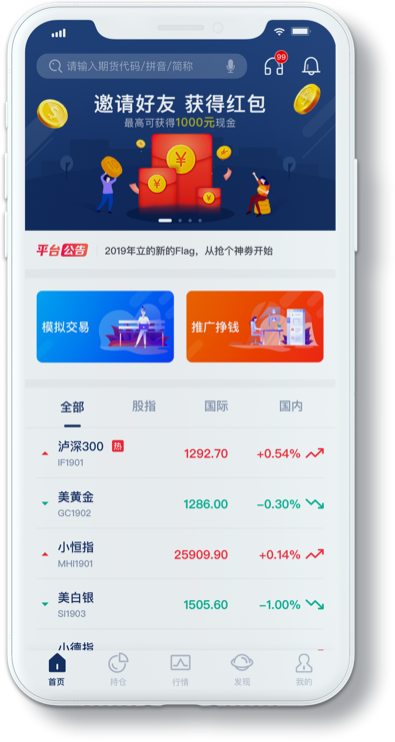 请输入期货代码/拼音/简称
99
邀请好友 获得红包
最高可获得1000元现金
¥
¥
¥
平台公告 2019年立的新的Flag，从抢个神券开始
模拟交易
推广挣钱
全部 股指 国际 国内
泸深300 热 1292.70 +0.54%
IF1901
美黄金 1286.00 -0.30%
GC1902
小恒指 25909.90 +0.14%
MHI1901
美白银 1505.60 -1.00%
SI1903
小德指
首页 持仓 行情 发现 我的